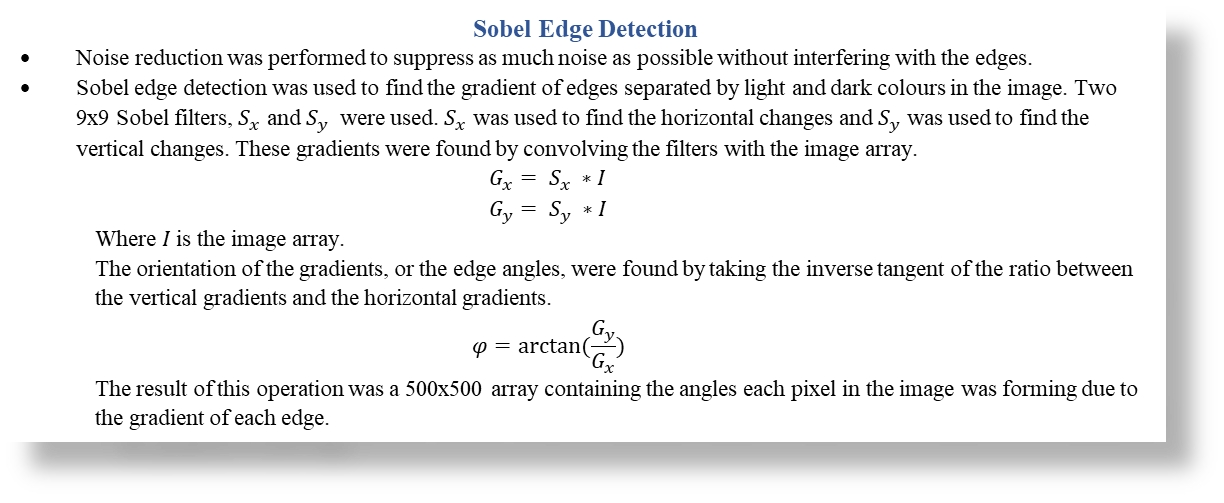 Sobel Edge Detection
• Noise reduction was performed to suppress as much noise as possible without interfering with the edges.
• Sobel edge detection was used to find the gradient of edges separated by light and dark colours in the image. Two
9x9 Sobel filters, Sₓ and Sᵧ were used. Sₓ was used to find the horizontal changes and Sᵧ was used to find the
vertical changes. These gradients were found by convolving the filters with the image array.
Gₓ = Sₓ * I
Gᵧ = Sᵧ * I
Where I is the image array.
The orientation of the gradients, or the edge angles, were found by taking the inverse tangent of the ratio between
the vertical gradients and the horizontal gradients.
φ = arctan(Gᵧ/Gₓ)
The result of this operation was a 500x500 array containing the angles each pixel in the image was forming due to
the gradient of each edge.